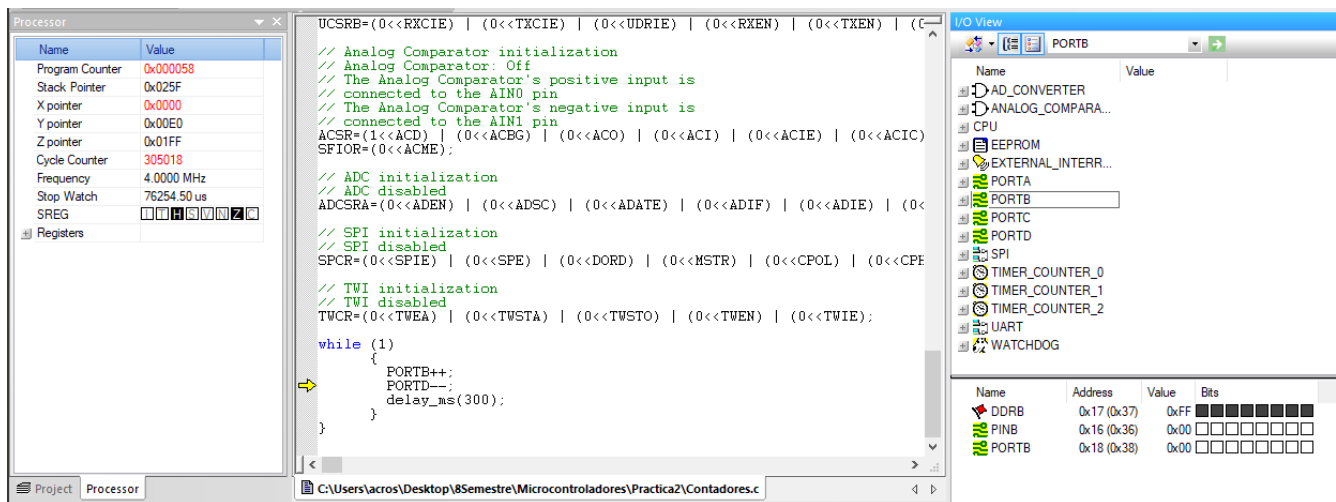 Processor
Name Value
Program Counter 0x000058
Stack Pointer 0x025F
X pointer 0x0000
Y pointer 0x00E0
Z pointer 0x01FF
Cycle Counter 305018
Frequency 4.0000 MHz
Stop Watch 76254.50 us
SREG I T H S V N Z C
Registers
Project Processor
UCSRB=(0<<RXCIE) | (0<<TXCIE) | (0<<UDRIE) | (0<<RXEN) | (0<<TXEN) | (0
// Analog Comparator initialization
// Analog Comparator: Off
// The Analog Comparator's positive input is
// connected to the AIN0 pin
// The Analog Comparator's negative input is
// connected to the AIN1 pin
ACSR=(1<<ACD) | (0<<ACBG) | (0<<ACO) | (0<<ACI) | (0<<ACIE) | (0<<ACIC)
SFIOR=(0<<ACME);
// ADC initialization
// ADC disabled
ADCSRA=(0<<ADEN) | (0<<ADSC) | (0<<ADATE) | (0<<ADIF) | (0<<ADIE) | (0<
// SPI initialization
// SPI disabled
SPCR=(0<<SPIE) | (0<<SPE) | (0<<DORD) | (0<<MSTR) | (0<<CPOL) | (0<<CPH
// TWI initialization
// TWI disabled
TWCR=(0<<TWEA) | (0<<TWSTA) | (0<<TWSTO) | (0<<TWEN) | (0<<TWIE);
while (1)
{
PORTB++;
PORTD--;
delay_ms(300);
}
}
C:\Users\acros\Desktop\8Semestre\Microcontroladores\Practica2\Contadores.c
I/O View
PORTB
Name Value
AD_CONVERTER
ANALOG_COMPARA...
CPU
EEPROM
EXTERNAL_INTERR...
PORTA
PORTB
PORTC
PORTD
SPI
TIMER_COUNTER_0
TIMER_COUNTER_1
TIMER_COUNTER_2
UART
WATCHDOG
Name Address Value Bits
DDRB 0x17 (0x37) 0xFF
PINB 0x16 (0x36) 0x00
PORTB 0x18 (0x38) 0x00